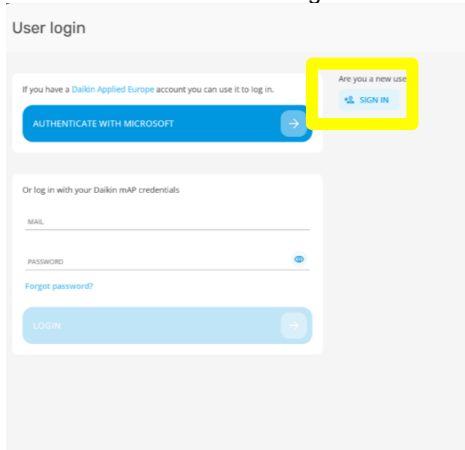 User login
If you have a Daikin Applied Europe account you can use it to log in.
AUTHENTICATE WITH MICROSOFT
Are you a new use
SIGN IN
Or log in with your Daikin mAP credentials
MAIL
PASSWORD
Forgot password?
LOGIN